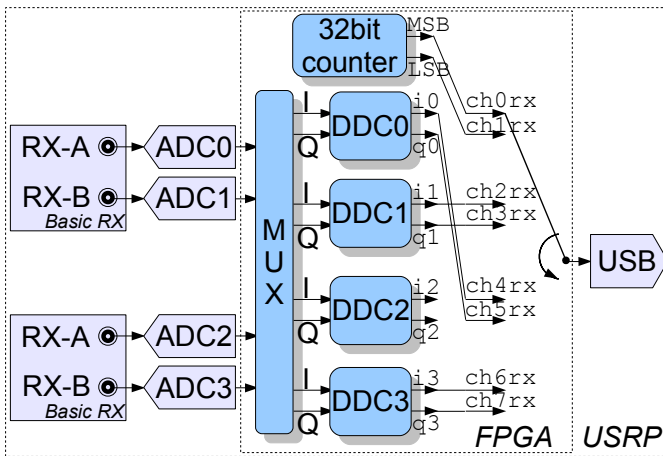 32bit
counter
MSB
LSB
I
Q
DDC0
i0
q0
ch0rx
ch1rx
RX-A
RX-B
Basic RX
ADC0
ADC1
MUX
I
Q
DDC1
i1
q1
ch2rx
ch3rx
USB
I
Q
DDC2
i2
q2
ch4rx
ch5rx
RX-A
RX-B
Basic RX
ADC2
ADC3
I
Q
DDC3
i3
q3
ch6rx
ch7rx
FPGA
USRP